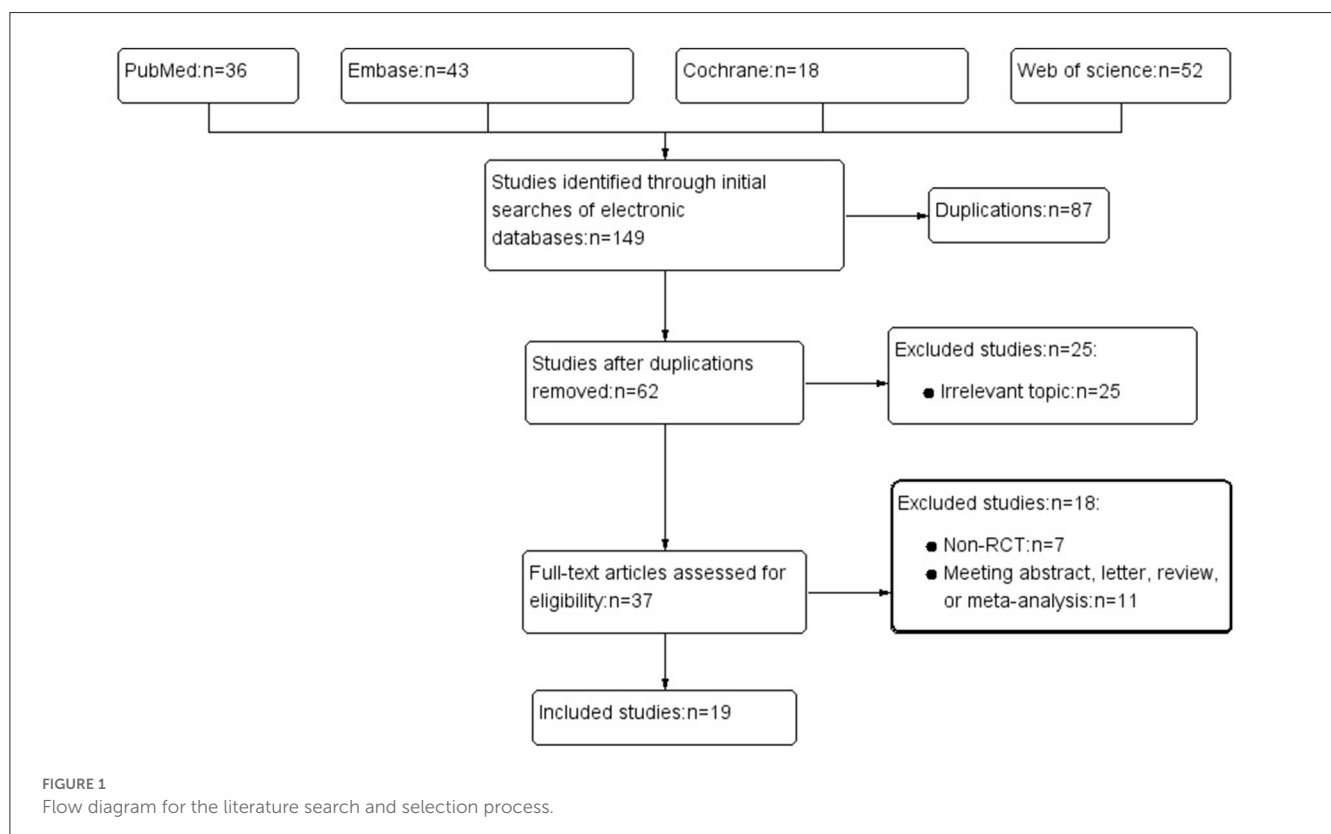 PubMed:n=36
Embase:n=43
Cochrane:n=18
Web of science:n=52
Studies identified through initial
searches of electronic
databases:n=149
Duplications:n=87
Studies after duplications
removed:n=62
Excluded studies:n=25:
● Irrelevant topic:n=25
Full-text articles assessed for
eligibility:n=37
Excluded studies:n=18:
● Non-RCT:n=7
● Meeting abstract, letter, review,
or meta-analysis:n=11
Included studies:n=19
FIGURE 1
Flow diagram for the literature search and selection process.